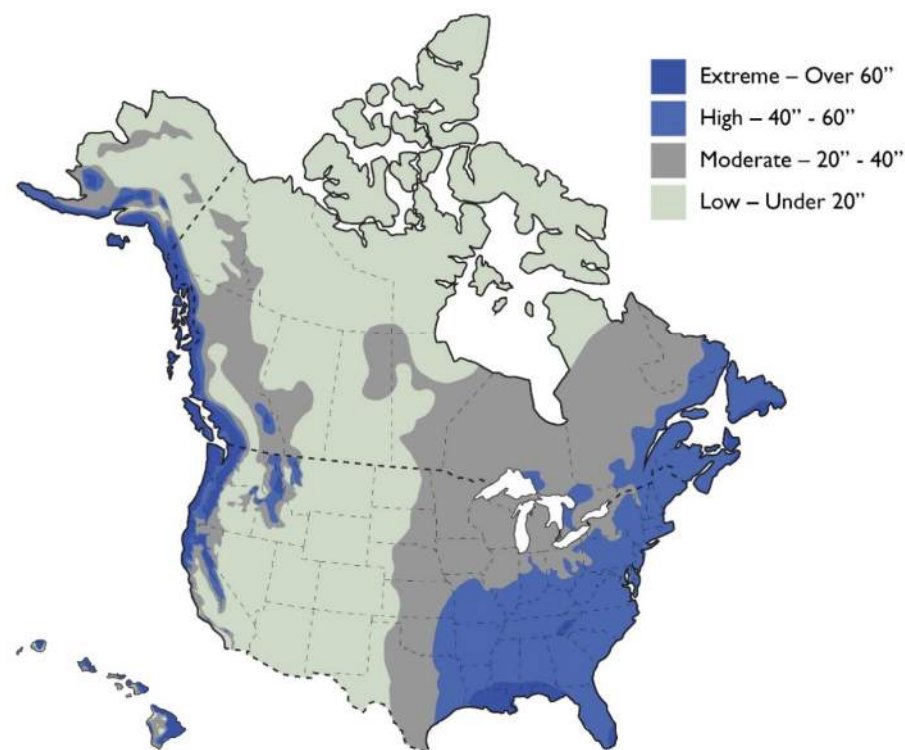 Extreme – Over 60”
High – 40” - 60”
Moderate – 20” - 40”
Low – Under 20”